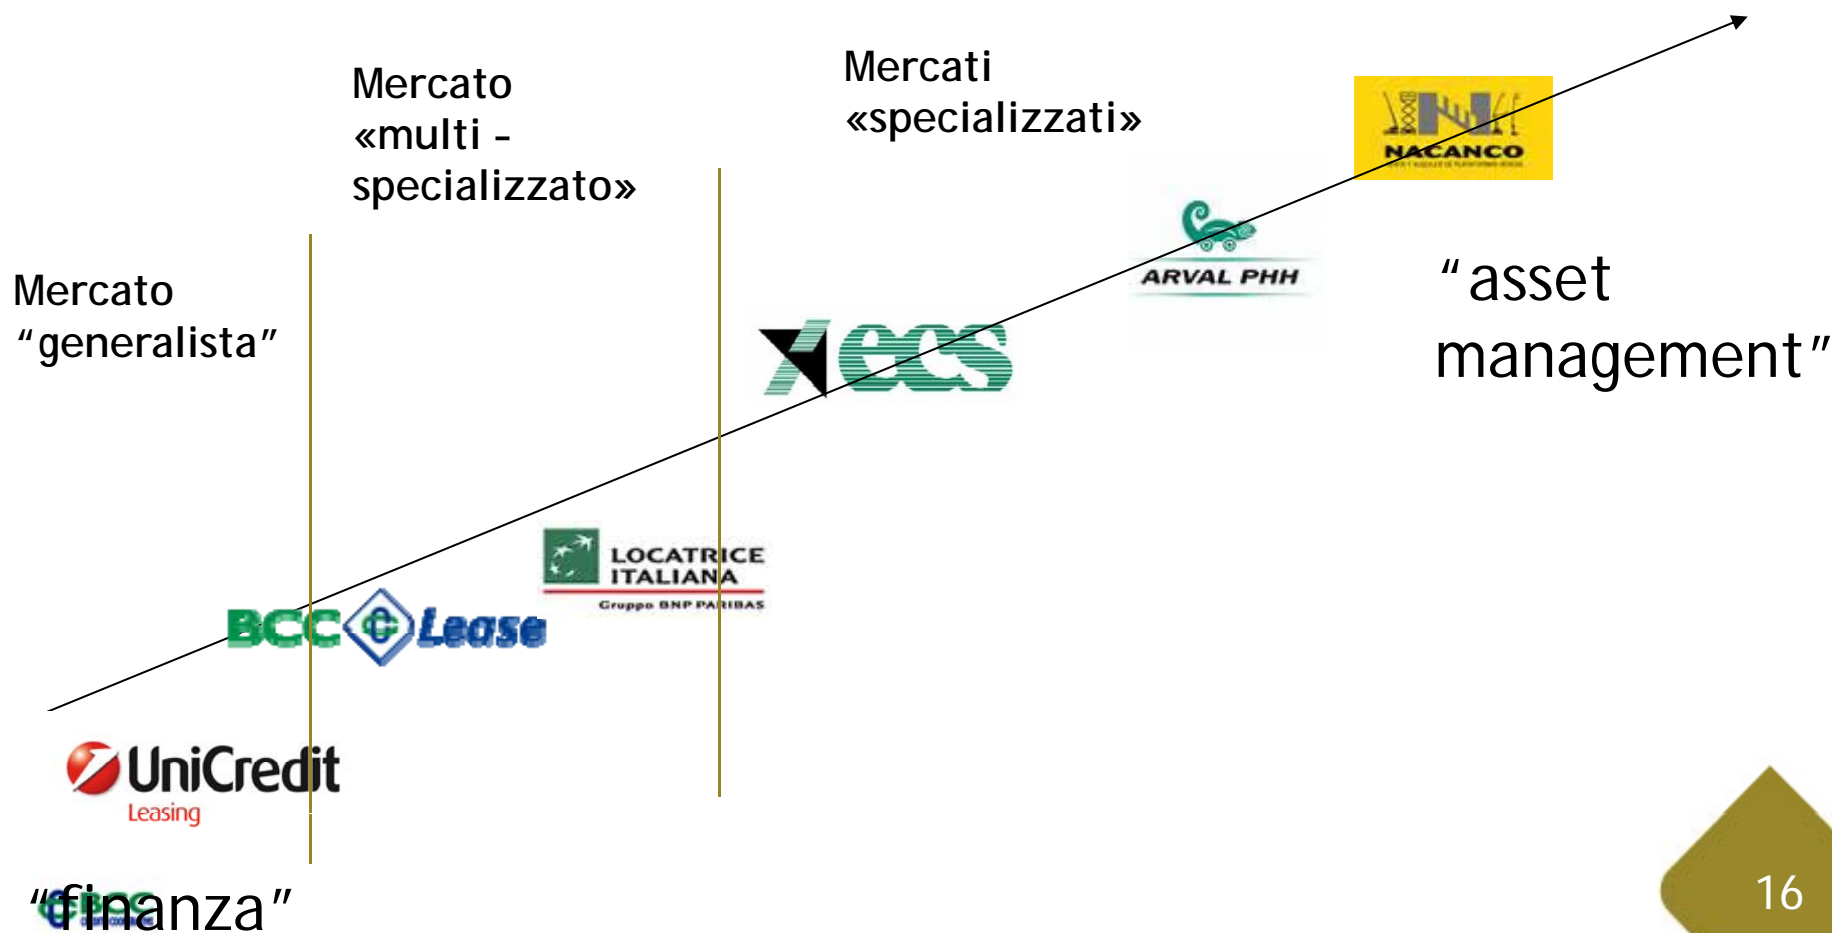 Mercato
“generalista”
Mercato
«multi –
specializzato»
Mercati
«specializzati»
NACANCO
ARVAL PHH
“asset
management”
ecs
LOCATRICE
ITALIANA
Gruppo BNP PARIBAS
BCC Lease
UniCredit
Leasing
“finanza”
BCC
16